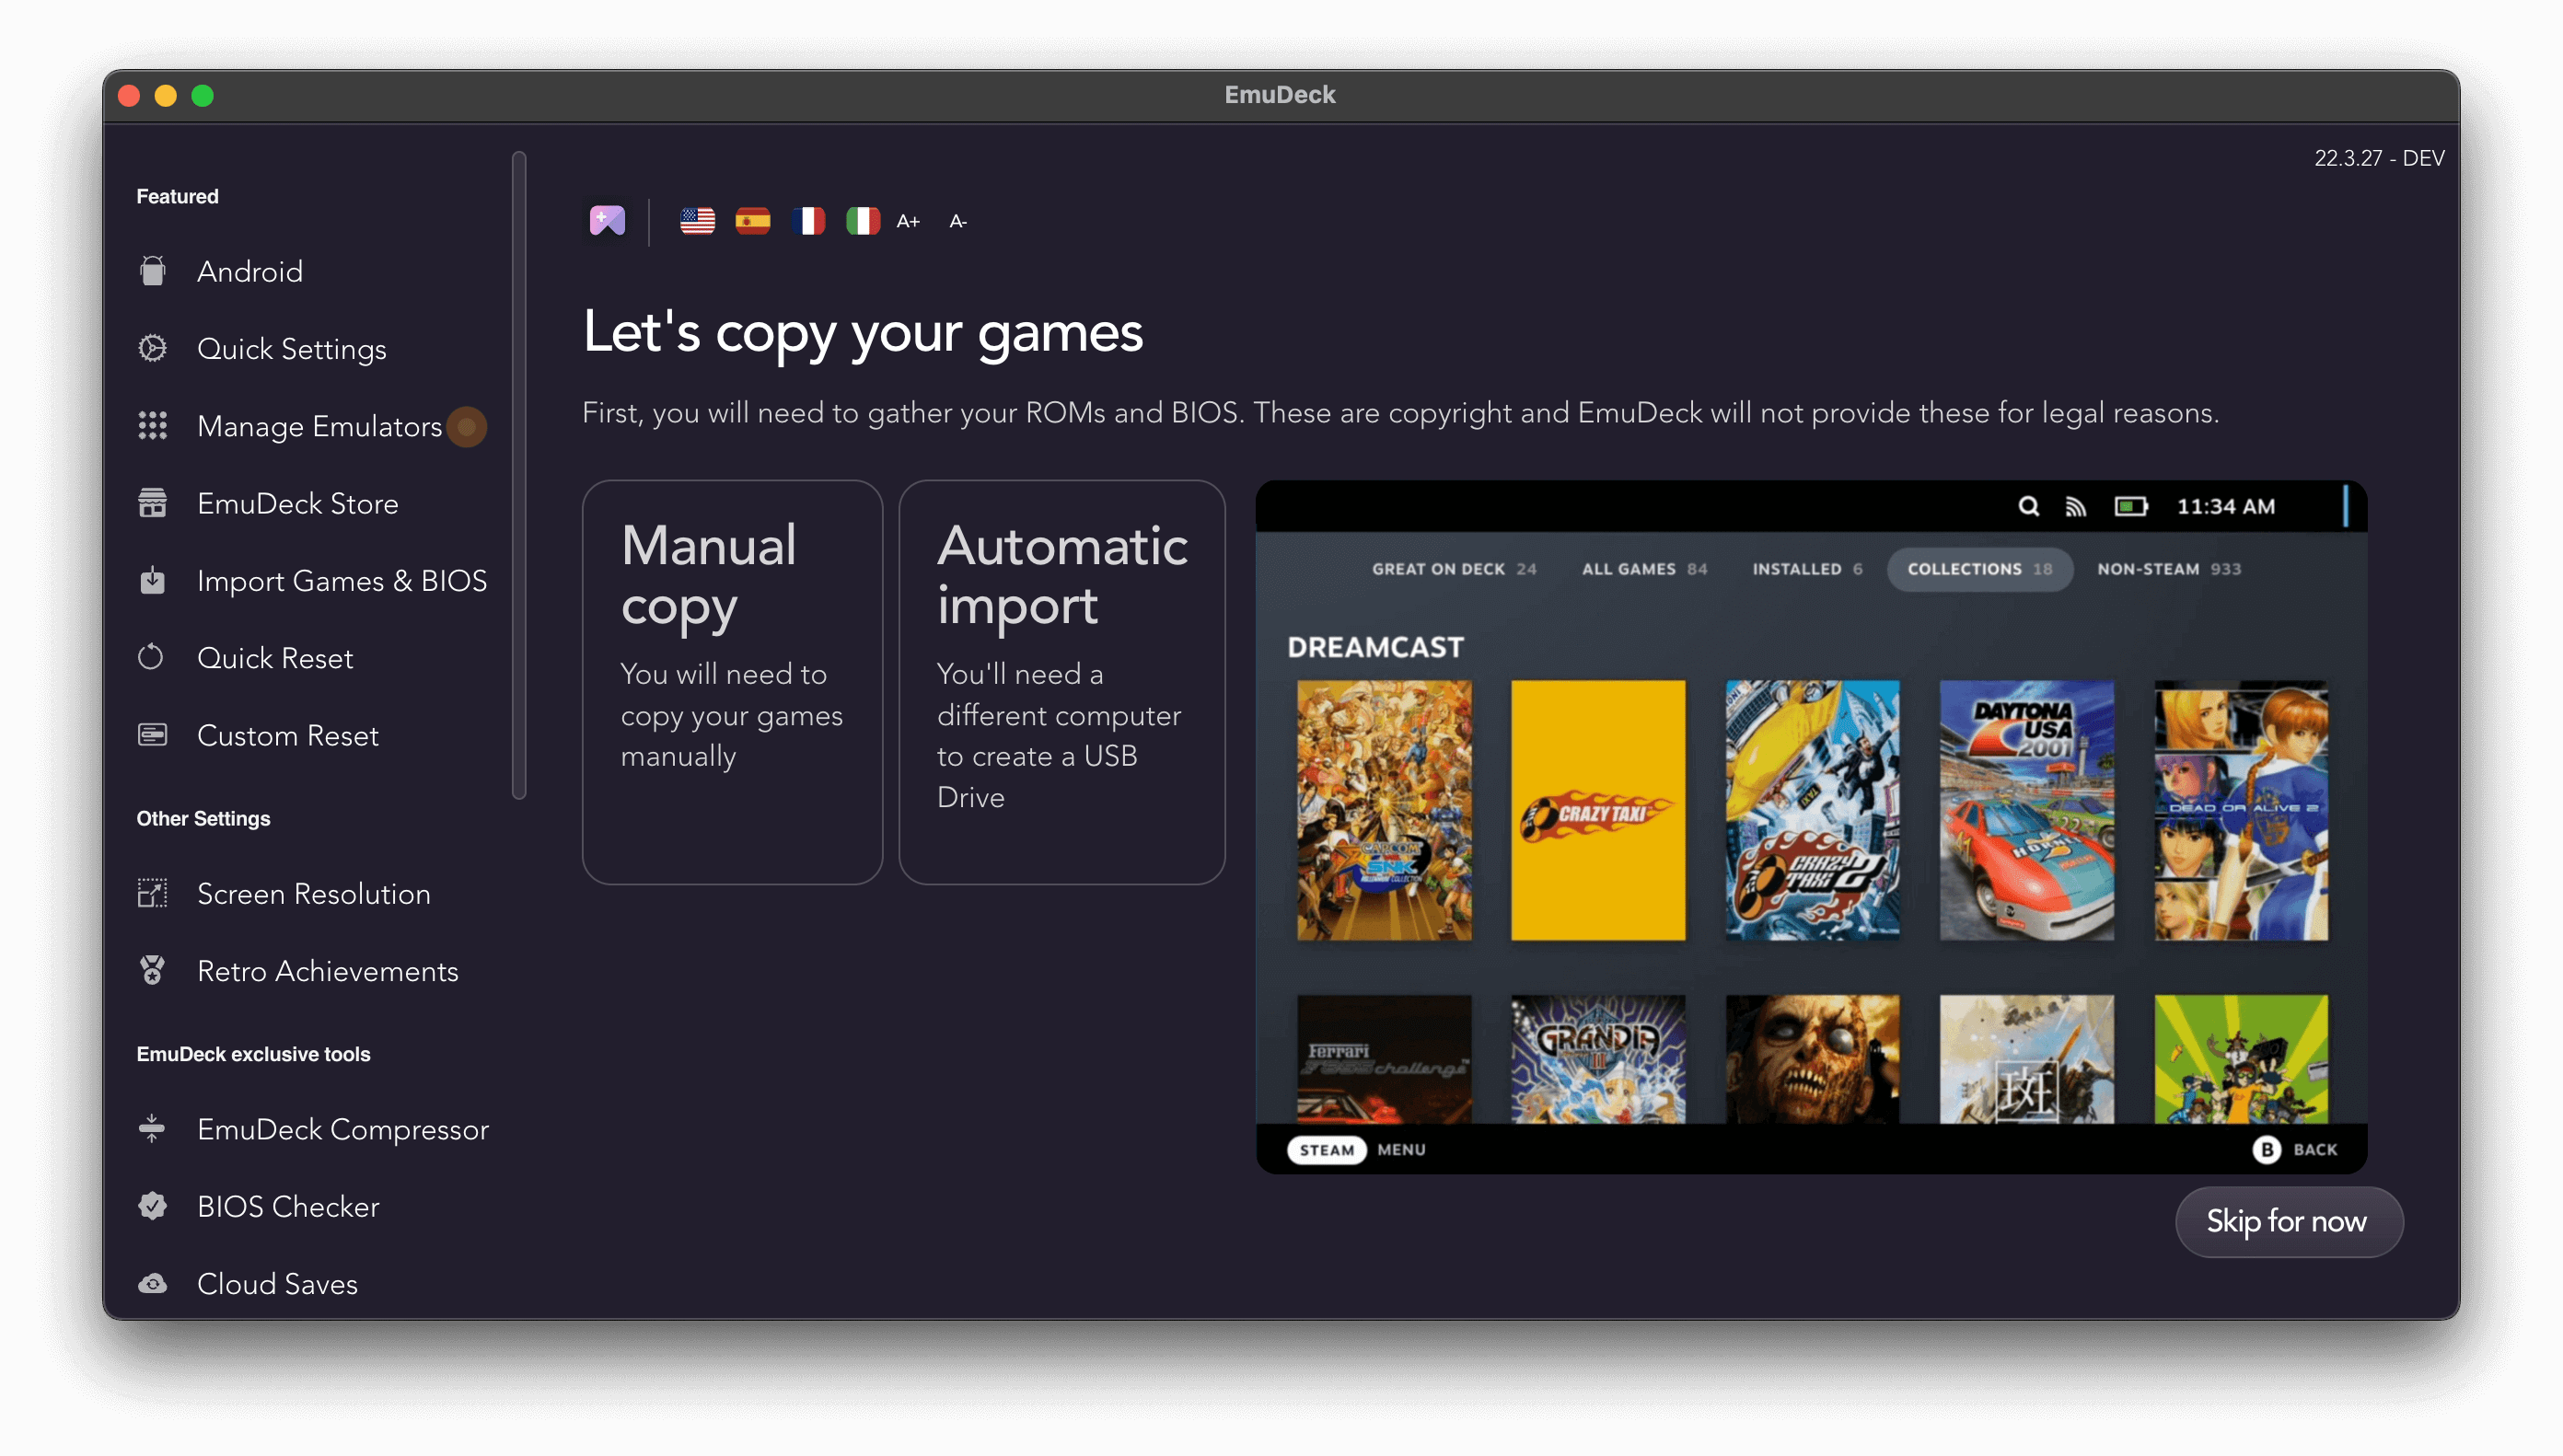 EmuDeck
22.3.27 - DEV
Featured
Android
Quick Settings
Manage Emulators
EmuDeck Store
Import Games & BIOS
Quick Reset
Custom Reset
Other Settings
Screen Resolution
Retro Achievements
EmuDeck exclusive tools
EmuDeck Compressor
BIOS Checker
Cloud Saves
A+ A-
Let's copy your games
First, you will need to gather your ROMs and BIOS. These are copyright and EmuDeck will not provide these for legal reasons.
Manual
copy
You will need to
copy your games
manually
Automatic
import
You'll need a
different computer
to create a USB
Drive
11:34 AM
GREAT ON DECK 24 ALL GAMES 84 INSTALLED 6 COLLECTIONS 18 NON-STEAM 933
DREAMCAST
CAPCOM
SNK
CRAZY TAXI
CRAZY
TAXI 2
DAYTONA
USA
2001
HORNET
DEAD OR ALIVE 2
Ferrari
challenge
GRANDIA
II
斑
STEAM MENU
B BACK
Skip for now